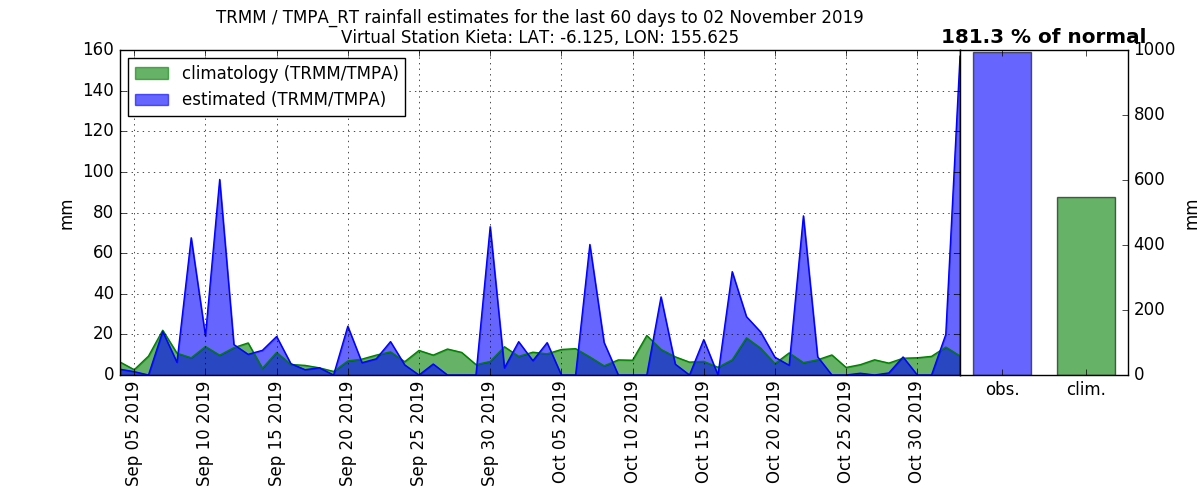 TRMM / TMPA_RT rainfall estimates for the last 60 days to 02 November 2019
Virtual Station Kieta: LAT: -6.125, LON: 155.625
181.3 % of normal
climatology (TRMM/TMPA)
estimated (TRMM/TMPA)
160
140
120
100
80
60
40
20
0
mm
1000
800
600
400
200
0
mm
Sep 05 2019
Sep 10 2019
Sep 15 2019
Sep 20 2019
Sep 25 2019
Sep 30 2019
Oct 05 2019
Oct 10 2019
Oct 15 2019
Oct 20 2019
Oct 25 2019
Oct 30 2019
obs.
clim.